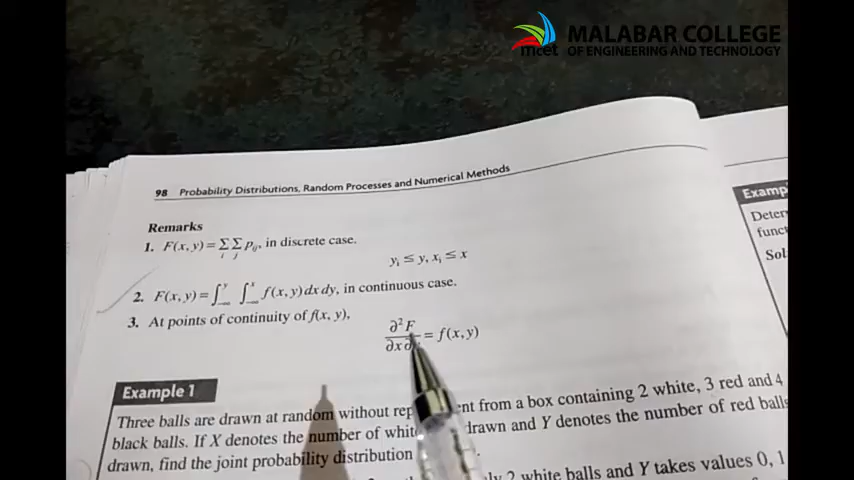 MALABAR COLLEGE
mcet OF ENGINEERING AND TECHNOLOGY
98 Probability Distributions, Random Processes and Numerical Methods
Remarks
1. F(x, y) = Σ_i Σ_j p_ij, in discrete case.
y_i ≤ y, x_i ≤ x
2. F(x, y) = ∫_{-∞}^{y} ∫_{-∞}^{x} f(x, y) dx dy, in continuous case.
3. At points of continuity of f(x, y),
∂²F
∂x ∂ = f(x, y)
Example 1
Three balls are drawn at random without rep ent from a box containing 2 white, 3 red and 4
black balls. If X denotes the number of whit drawn and Y denotes the number of red balls
drawn, find the joint probability distribution
ly 2 white balls and Y takes values 0, 1
Examp
Deter
func
Sol